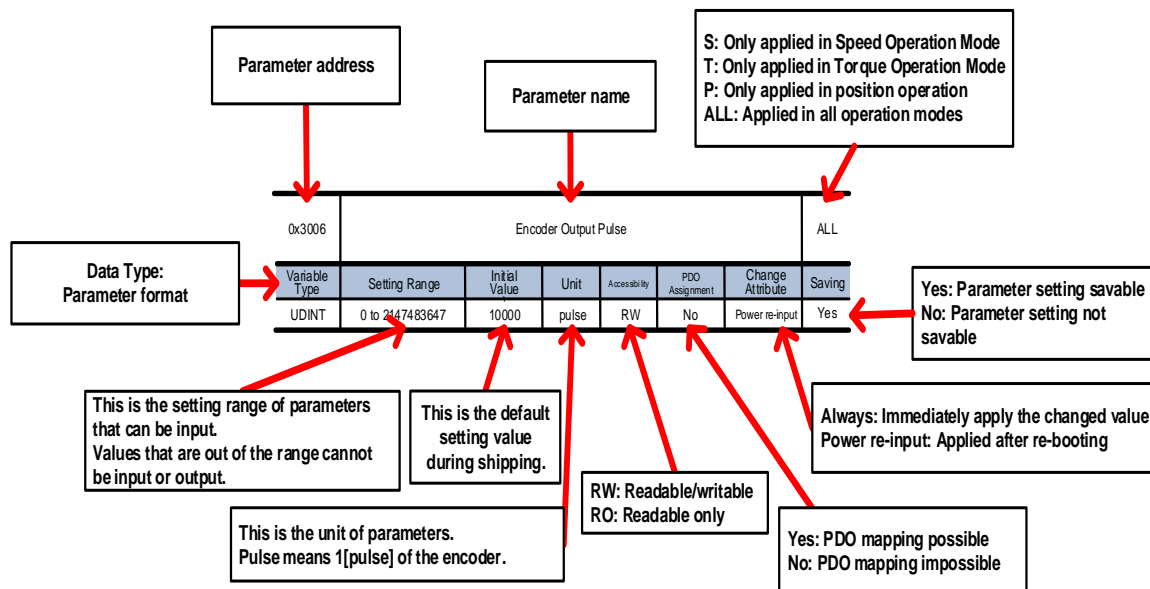 Parameter address
Parameter name
S: Only applied in Speed Operation Mode
T: Only applied in Torque Operation Mode
P: Only applied in position operation
ALL: Applied in all operation modes
0x3006
Encoder Output Pulse
ALL
Data Type:
Parameter format
Variable
Type
Setting Range
Initial
Value
Unit
Accessibility
PDO
Assignment
Change
Attribute
Saving
UDINT
0 to 2147483647
10000
pulse
RW
No
Power re-input
Yes
Yes: Parameter setting savable
No: Parameter setting not
savable
This is the setting range of parameters
that can be input.
Values that are out of the range cannot
be input or output.
This is the default
setting value
during shipping.
Always: Immediately apply the changed value
Power re-input: Applied after re-booting
RW: Readable/writable
RO: Readable only
This is the unit of parameters.
Pulse means 1[pulse] of the encoder.
Yes: PDO mapping possible
No: PDO mapping impossible